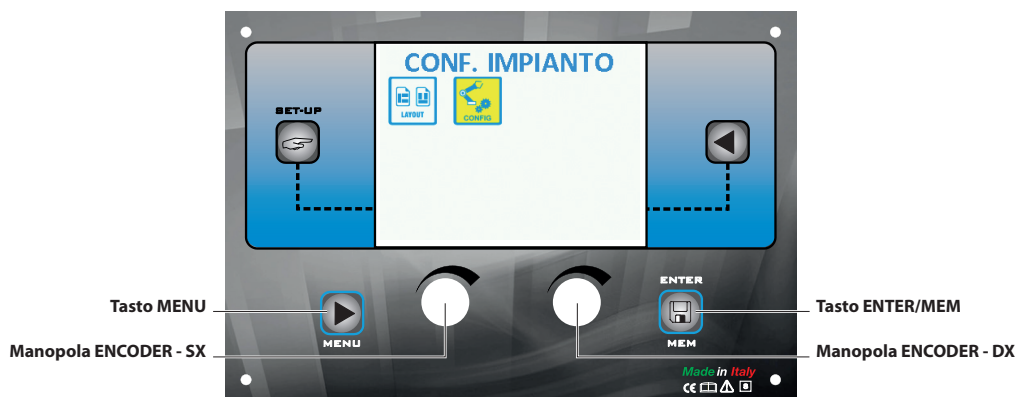 CONF. IMPIANTO
LAYOUT
CONFIG
SET-UP
ENTER
Tasto MENU
Tasto ENTER/MEM
MENU
MEM
Manopola ENCODER - SX
Manopola ENCODER - DX
Made in Italy
CE